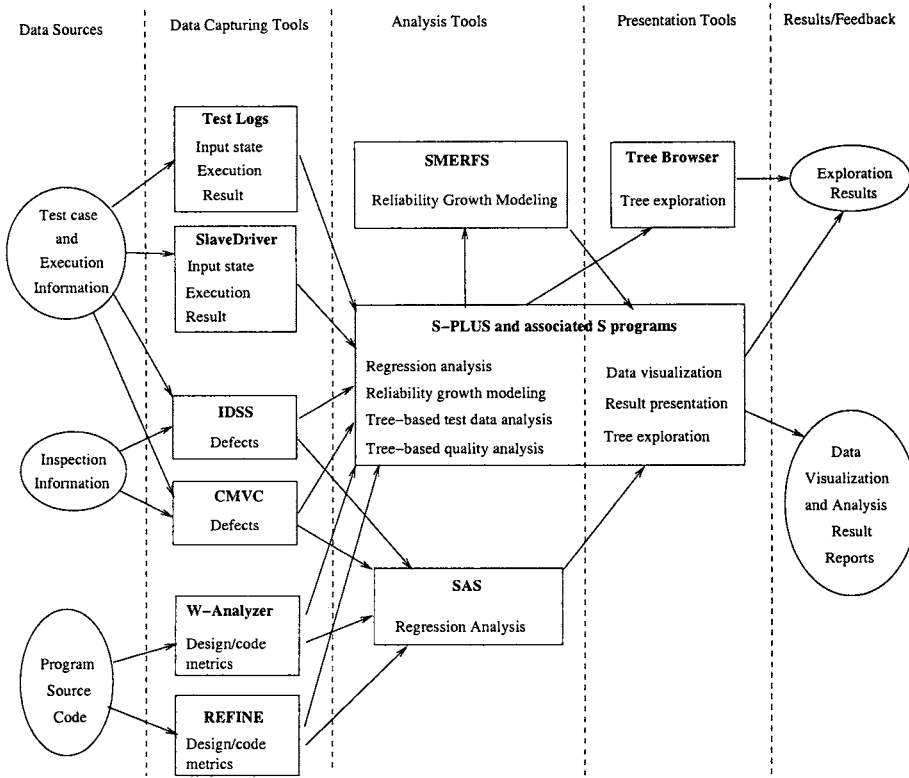 Data Sources
Data Capturing Tools
Analysis Tools
Presentation Tools
Results/Feedback
Test case
and
Execution
Information
Inspection
Information
Program
Source
Code
Test Logs
Input state
Execution
Result
SlaveDriver
Input state
Execution
Result
IDSS
Defects
CMVC
Defects
W-Analyzer
Design/code
metrics
REFINE
Design/code
metrics
SMERFS
Reliability Growth Modeling
S-PLUS and associated S programs
Regression analysis
Reliability growth modeling
Tree-based test data analysis
Tree-based quality analysis
Data visualization
Result presentation
Tree exploration
SAS
Regression Analysis
Tree Browser
Tree exploration
Exploration
Results
Data
Visualization
and Analysis
Result
Reports